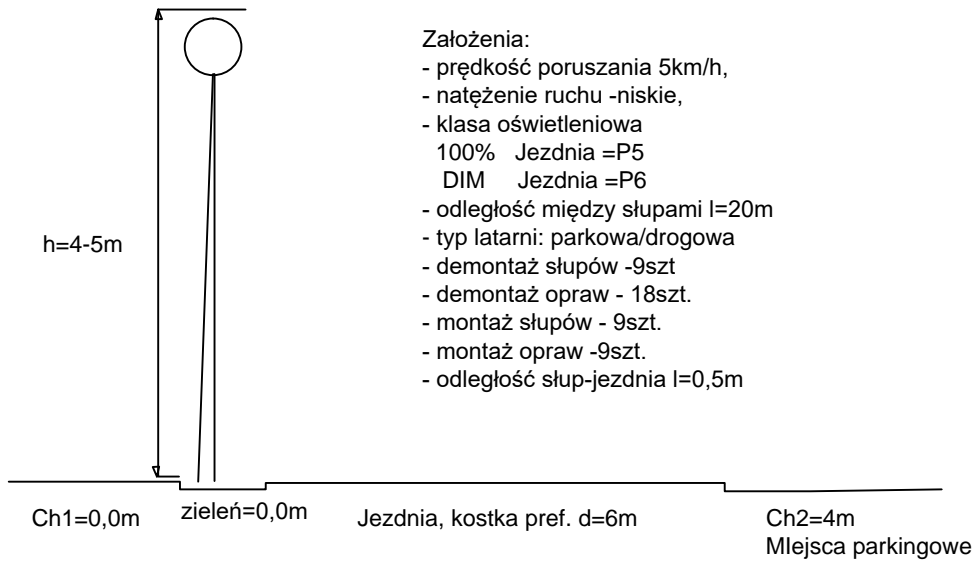 Założenia:
- prędkość poruszania 5km/h,
- natężenie ruchu -niskie,
- klasa oświetleniowa
100% Jezdnia =P5
DIM Jezdnia =P6
- odległość między słupami l=20m
- typ latarni: parkowa/drogowa
- demontaż słupów -9szt
- demontaż opraw - 18szt.
- montaż słupów - 9szt.
- montaż opraw -9szt.
- odległość słup-jezdnia l=0,5m
h=4-5m
Ch1=0,0m
zieleń=0,0m
Jezdnia, kostka pref. d=6m
Ch2=4m
MIejsca parkingowe